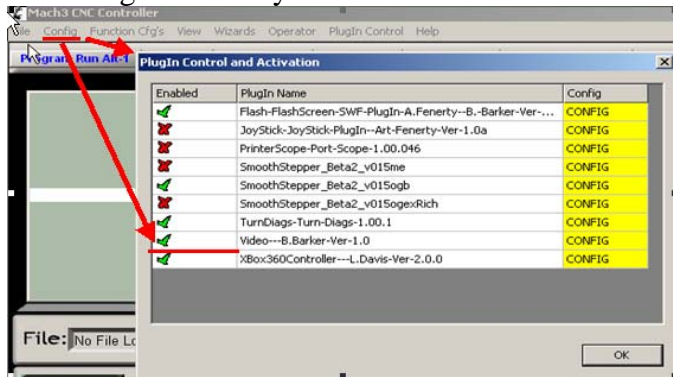 Mach3 CNC Controller
File Config Function Cfg's View Wizards Operator PlugIn Control Help
Program Run Alt-1
PlugIn Control and Activation
Enabled PlugIn Name Config
Flash-FlashScreen-SWF-PlugIn-A.Fenerty--B.-Barker-Ver-... CONFIG
JoyStick-JoyStick-PlugIn--Art-Fenerty-Ver-1.0a CONFIG
PrinterScope-Port-Scope-1.00.046 CONFIG
SmoothStepper_Beta2_v015me CONFIG
SmoothStepper_Beta2_v015ogb CONFIG
SmoothStepper_Beta2_v015ogexRich CONFIG
TurnDiags-Turn-Diags-1.00.1 CONFIG
Video---B.Barker-Ver-1.0 CONFIG
XBox360Controller---L.Davis-Ver-2.0.0 CONFIG
File: No File Lo
OK